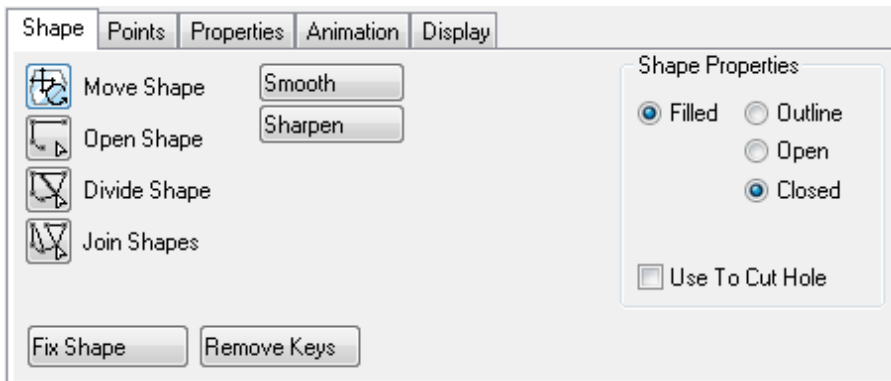 Shape Points Properties Animation Display
Move Shape Smooth Shape Properties
Sharpen Filled Outline
Open Shape Open
Divide Shape Closed
Join Shapes
Use To Cut Hole
Fix Shape Remove Keys